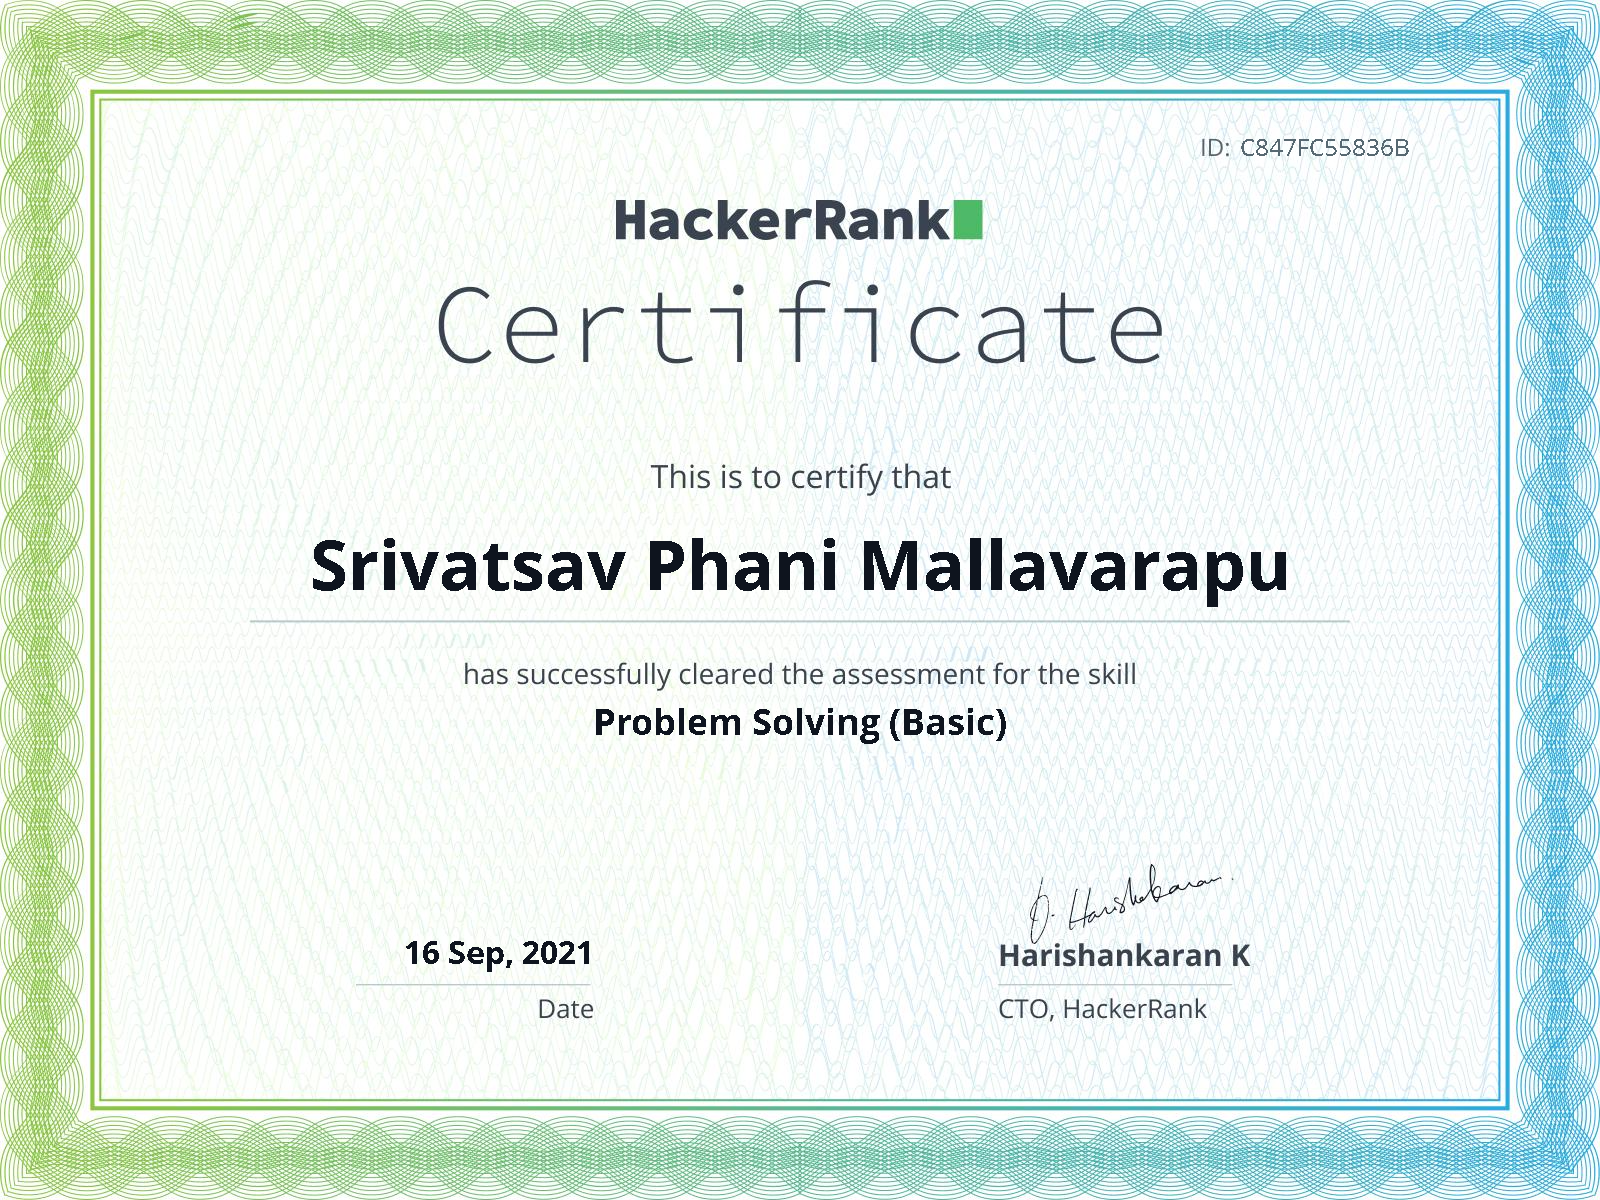 ID: C847FC55836B
HackerRank
Certificate
This is to certify that
Srivatsav Phani Mallavarapu
has successfully cleared the assessment for the skill
Problem Solving (Basic)
16 Sep, 2021
Date
Harishankaran K
CTO, HackerRank